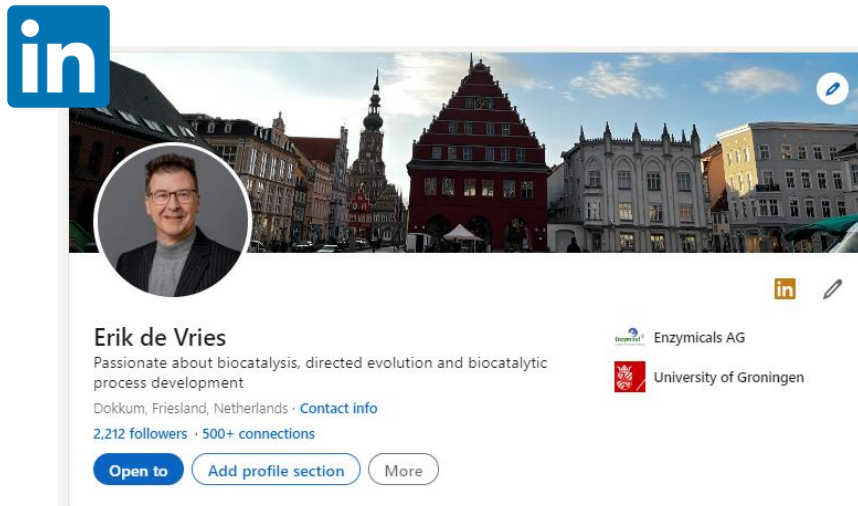 in
in
Erik de Vries
Enzymicals AG
Passionate about biocatalysis, directed evolution and biocatalytic
process development
University of Groningen
Dokkum, Friesland, Netherlands · Contact info
2,212 followers · 500+ connections
Open to
Add profile section
More